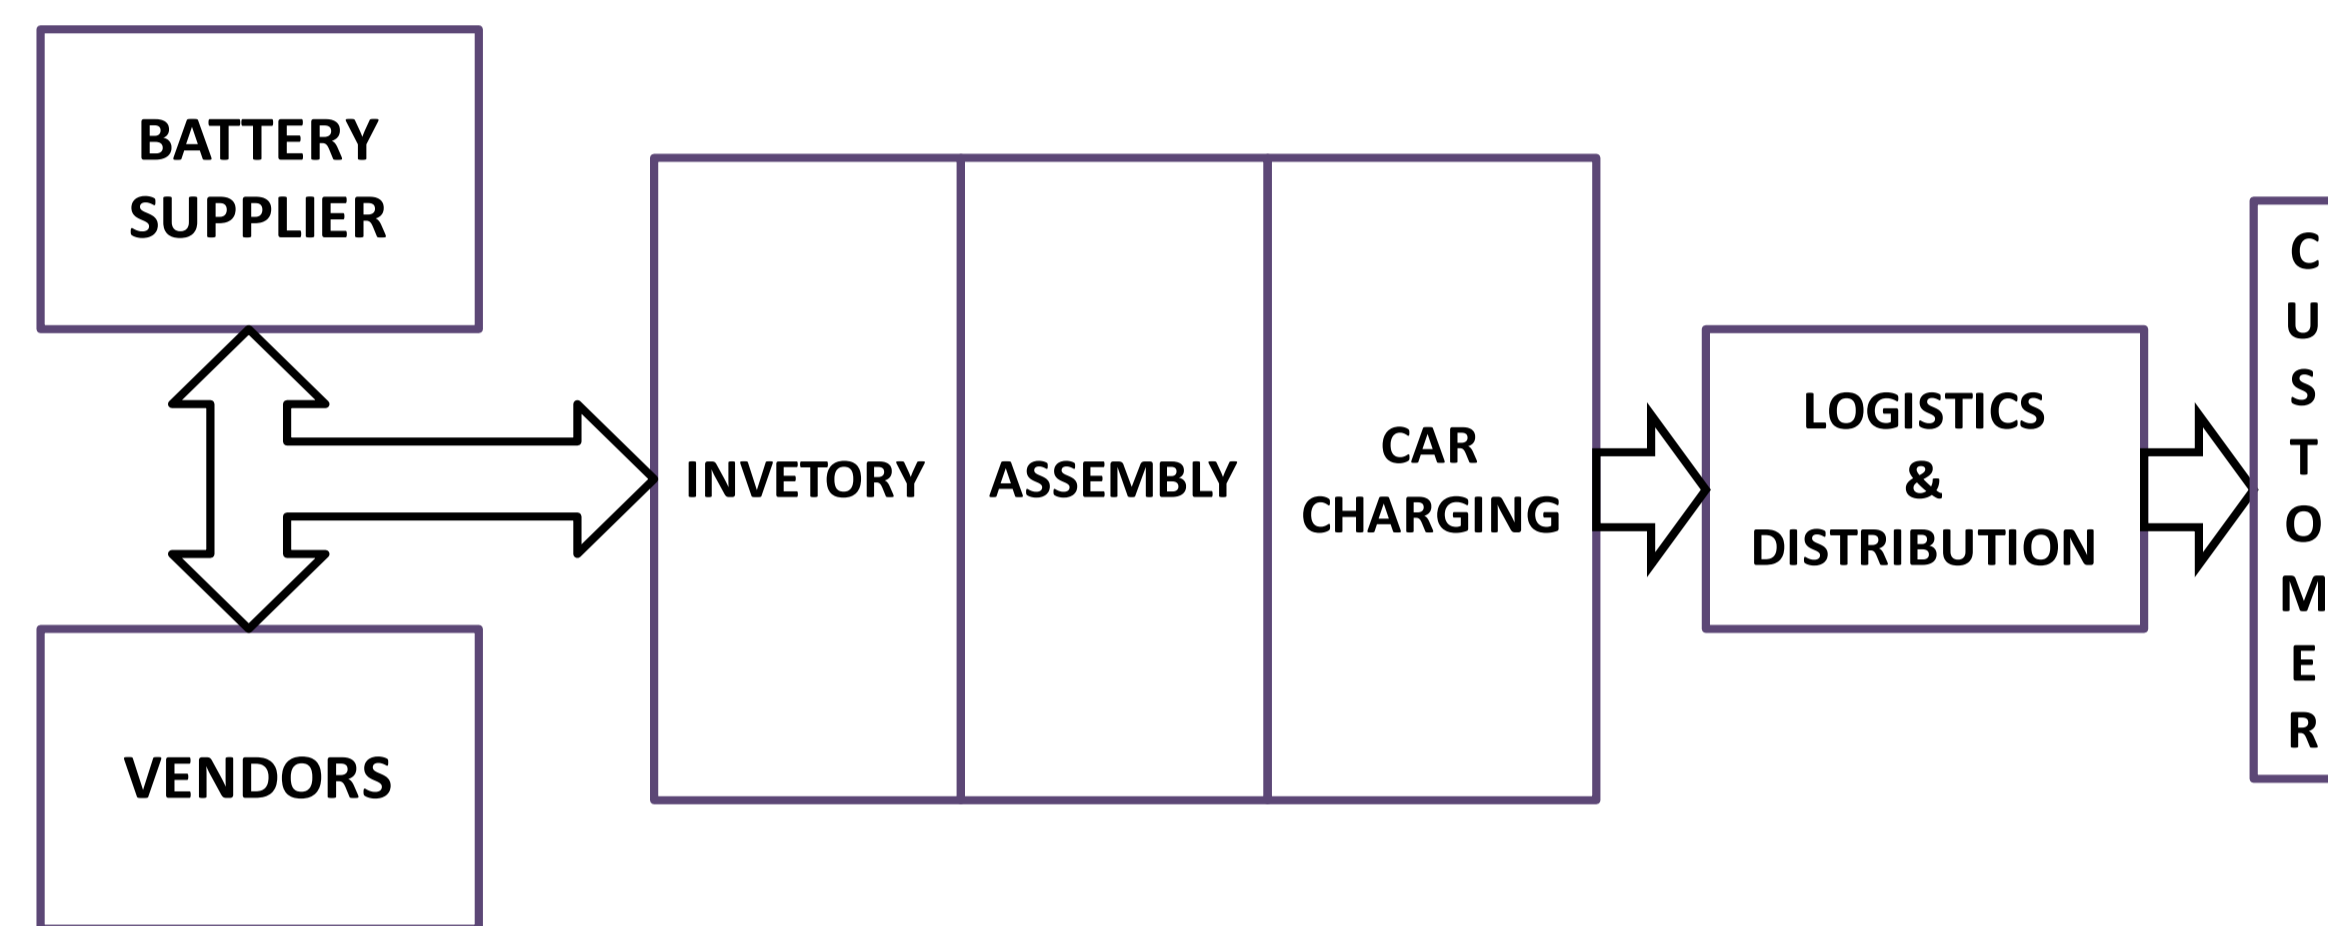 BATTERY
SUPPLIER
VENDORS
INVETORY
ASSEMBLY
CAR
CHARGING
LOGISTICS
&
DISTRIBUTION
C
U
S
T
O
M
E
R